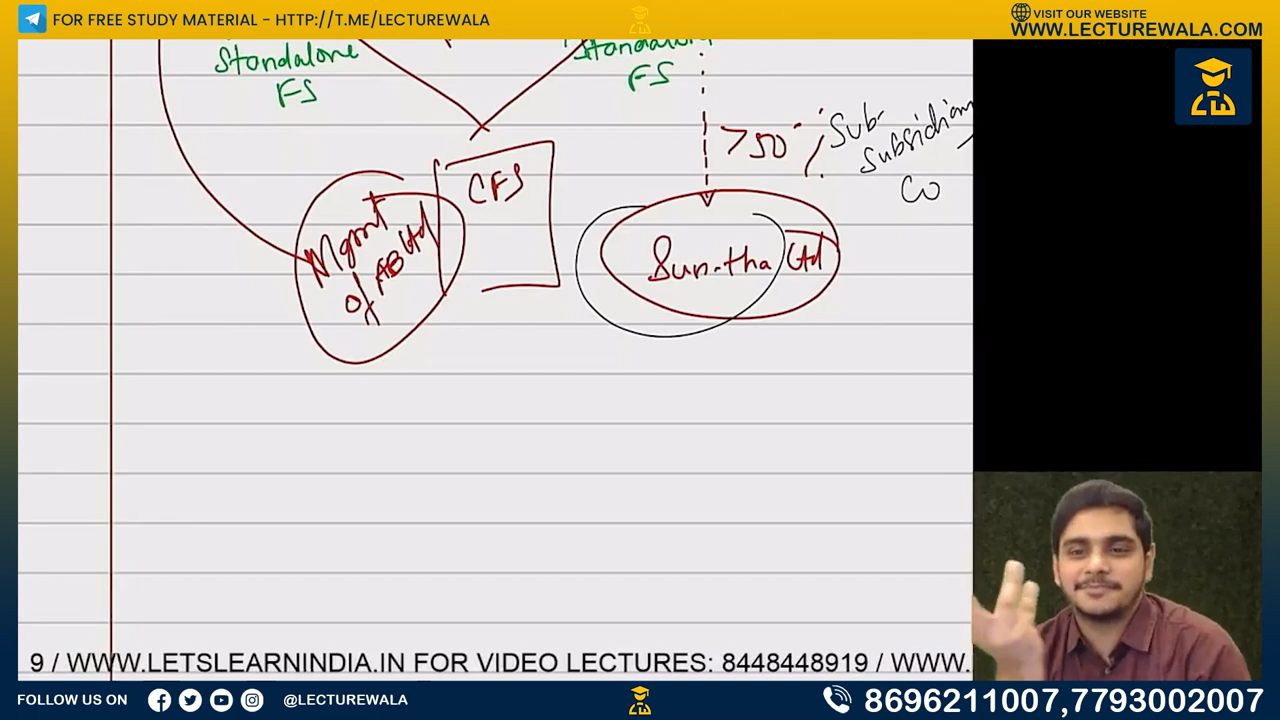 FOR FREE STUDY MATERIAL - HTTP://T.ME/LECTUREWALA
VISIT OUR WEBSITE
WWW.LECTUREWALA.COM
Standalone
FS
Standalone
FS
>50%
Sub-
Subsidiary
Co
CFS
Mgmt
of AB Ltd
Sun-tha Ltd
9 / WWW.LETSLEARNINDIA.IN FOR VIDEO LECTURES: 8448448919 / WWW.
FOLLOW US ON
@LECTUREWALA
8696211007,7793002007